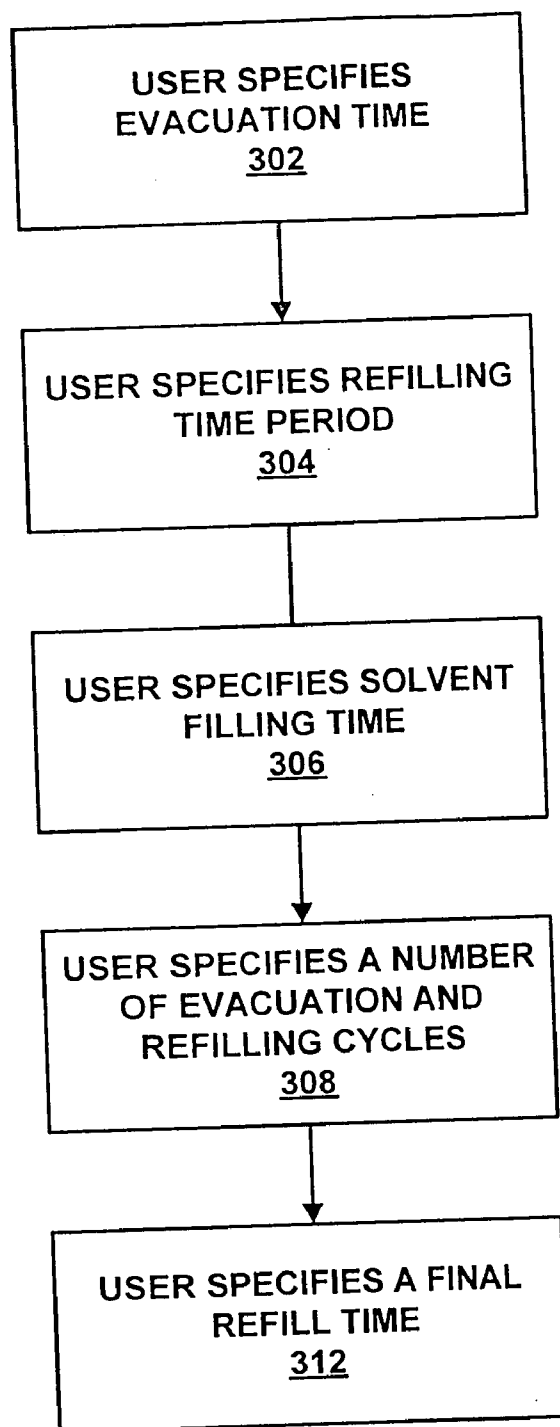 USER SPECIFIES
EVACUATION TIME
302
USER SPECIFIES REFILLING
TIME PERIOD
304
USER SPECIFIES SOLVENT
FILLING TIME
306
USER SPECIFIES A NUMBER
OF EVACUATION AND
REFILLING CYCLES
308
USER SPECIFIES A FINAL
REFILL TIME
312